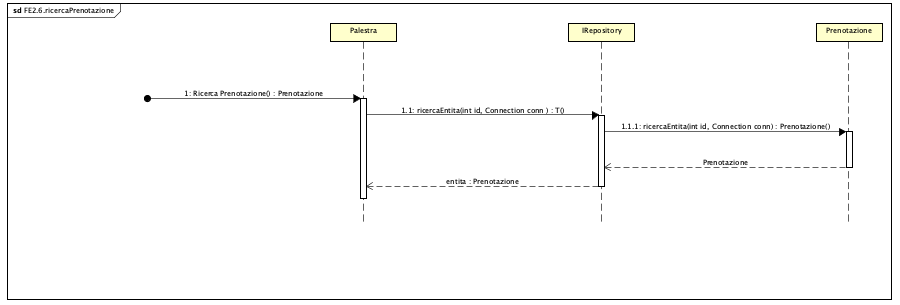 sd FE2.6.ricercaPrenotazione
Palestra
IRepository
Prenotazione
1: Ricerca Prenotazione() : Prenotazione
1.1: ricercaEntita(int id, Connection conn ) : T()
1.1.1: ricercaEntita(int id, Connection conn) : Prenotazione()
Prenotazione
entita : Prenotazione